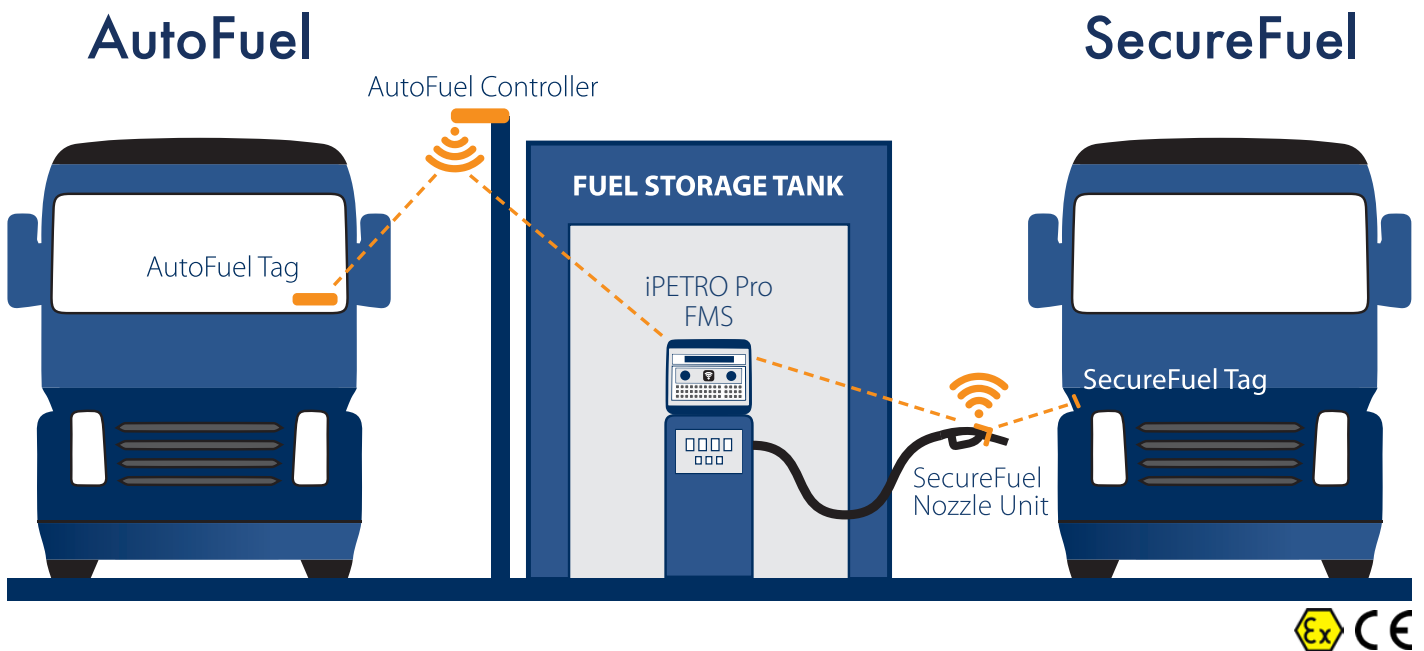 AutoFuel
SecureFuel
AutoFuel Controller
FUEL STORAGE TANK
AutoFuel Tag
iPETRO Pro
FMS
SecureFuel Tag
SecureFuel
Nozzle Unit
Ex CE